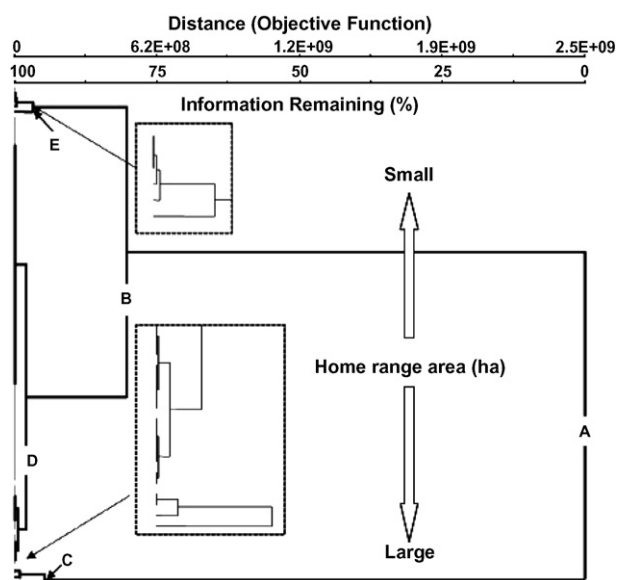 Distance (Objective Function)
0 6.2E+08 1.2E+09 1.9E+09 2.5E+09
100 75 50 25 0
Information Remaining (%)
E
Small
B
Home range area (ha)
A
D
Large
C